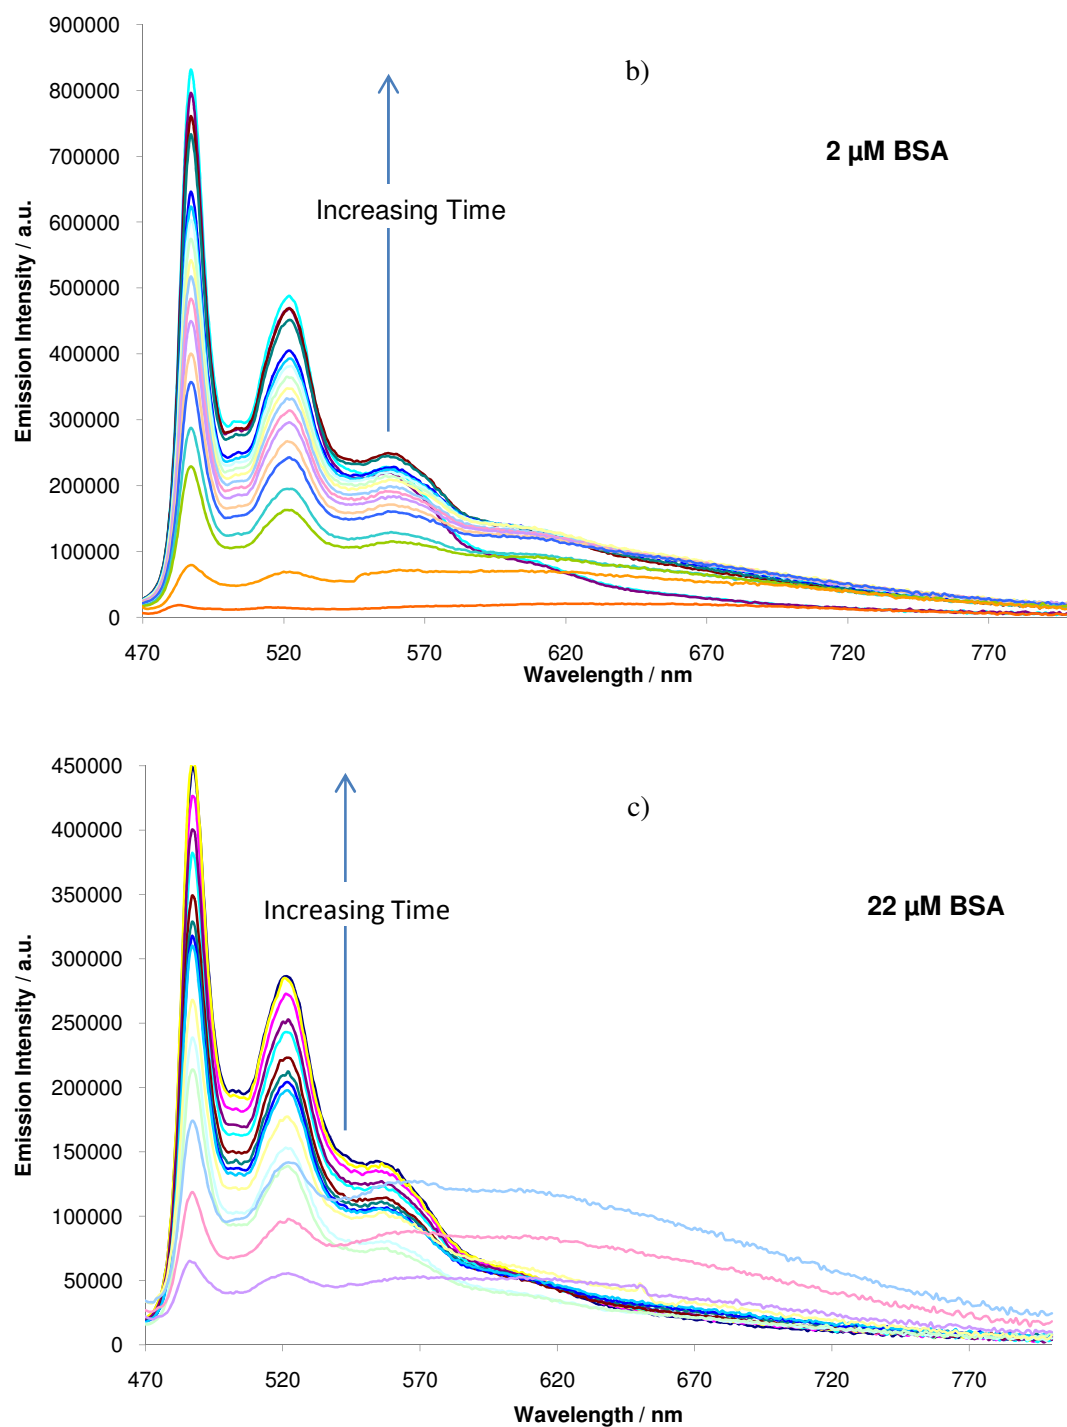 900000
800000
700000
600000
500000
400000
300000
200000
100000
0
Emission Intensity / a.u.
b)
2 µM BSA
Increasing Time
470 520 570 620 670 720 770
Wavelength / nm
450000
400000
350000
300000
250000
200000
150000
100000
50000
0
Emission Intensity / a.u.
c)
22 µM BSA
Increasing Time
470 520 570 620 670 720 770
Wavelength / nm